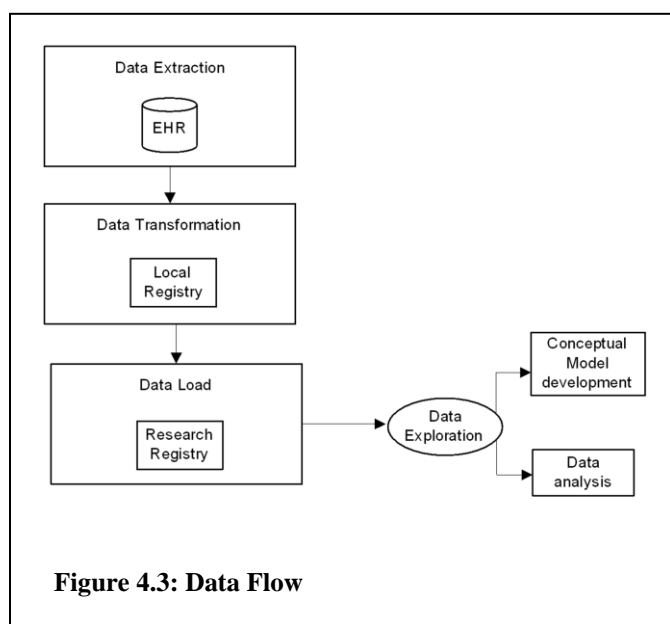 Data Extraction
EHR
Data Transformation
Local
Registry
Data Load
Research
Registry
Data
Exploration
Conceptual
Model
development
Data
analysis
Figure 4.3: Data Flow